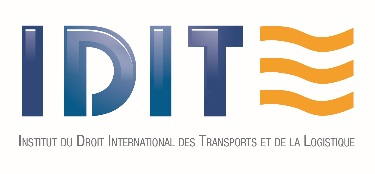 IDIT
INSTITUT DU DROIT INTERNATIONAL DES TRANSPORTS ET DE LA LOGISTIQUE